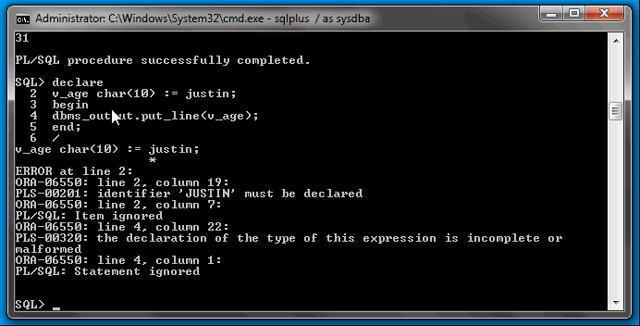 Administrator: C:\Windows\System32\cmd.exe - sqlplus / as sysdba
31
PL/SQL procedure successfully completed.
SQL> declare
2 v_age char(10) := justin;
3 begin
4 dbms_output.put_line(v_age);
5 end;
6 /
v_age char(10) := justin;
*
ERROR at line 2:
ORA-06550: line 2, column 19:
PLS-00201: identifier 'JUSTIN' must be declared
ORA-06550: line 2, column 7:
PL/SQL: Item ignored
ORA-06550: line 4, column 22:
PLS-00320: the declaration of the type of this expression is incomplete or
malformed
ORA-06550: line 4, column 1:
PL/SQL: Statement ignored
SQL> _